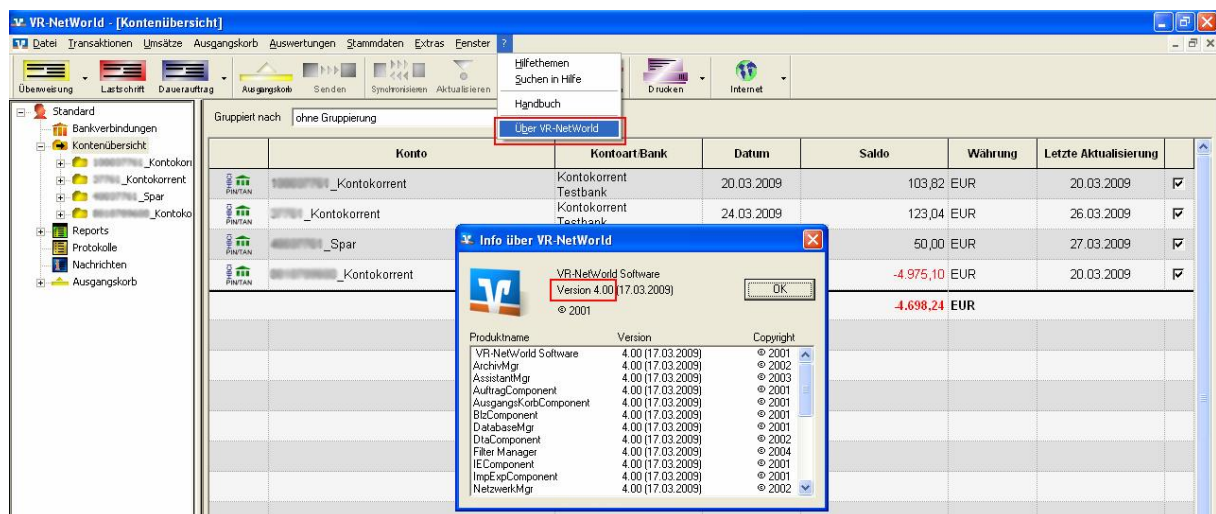 VR-NetWorld - [Kontenübersicht]
Datei Transaktionen Umsätze Ausgangskorb Auswertungen Stammdaten Extras Fenster ?
Überweisung Lastschrift Dauerauftrag Ausgangskorb Senden Synchronisieren Aktualisieren Drucken Internet
Hilfethemen
Suchen in Hilfe
Handbuch
Über VR-NetWorld
Standard
Bankverbindungen
Kontenübersicht
_Kontokorr
_Kontokorrent
_Spar
_Kontoko
Reports
Protokolle
Nachrichten
Ausgangskorb
Gruppiert nach ohne Gruppierung
Konto Kontoart/Bank Datum Saldo Währung Letzte Aktualisierung
PIN/TAN _Kontokorrent Kontokorrent Testbank 20.03.2009 103,82 EUR 20.03.2009
PIN/TAN _Kontokorrent Kontokorrent Testbank 24.03.2009 123,04 EUR 26.03.2009
PIN/TAN _Spar 50,00 EUR 27.03.2009
PIN/TAN _Kontokorrent -4.975,10 EUR 20.03.2009
-4.698,24 EUR
Info über VR-NetWorld
VR-NetWorld Software
Version 4.00 (17.03.2009)
© 2001
OK
Produktname Version Copyright
VR-NetWorld Software 4.00 (17.03.2009) © 2001
ArchivMgr 4.00 (17.03.2009) © 2002
AssistantMgr 4.00 (17.03.2009) © 2003
AuftragComponent 4.00 (17.03.2009) © 2001
AusgangsKorbComponent 4.00 (17.03.2009) © 2001
BlzComponent 4.00 (17.03.2009) © 2001
DatabaseMgr 4.00 (17.03.2009) © 2001
DtaComponent 4.00 (17.03.2009) © 2002
Filter Manager 4.00 (17.03.2009) © 2004
IEComponent 4.00 (17.03.2009) © 2001
ImpExpComponent 4.00 (17.03.2009) © 2001
NetzwerkMgr 4.00 (17.03.2009) © 2002